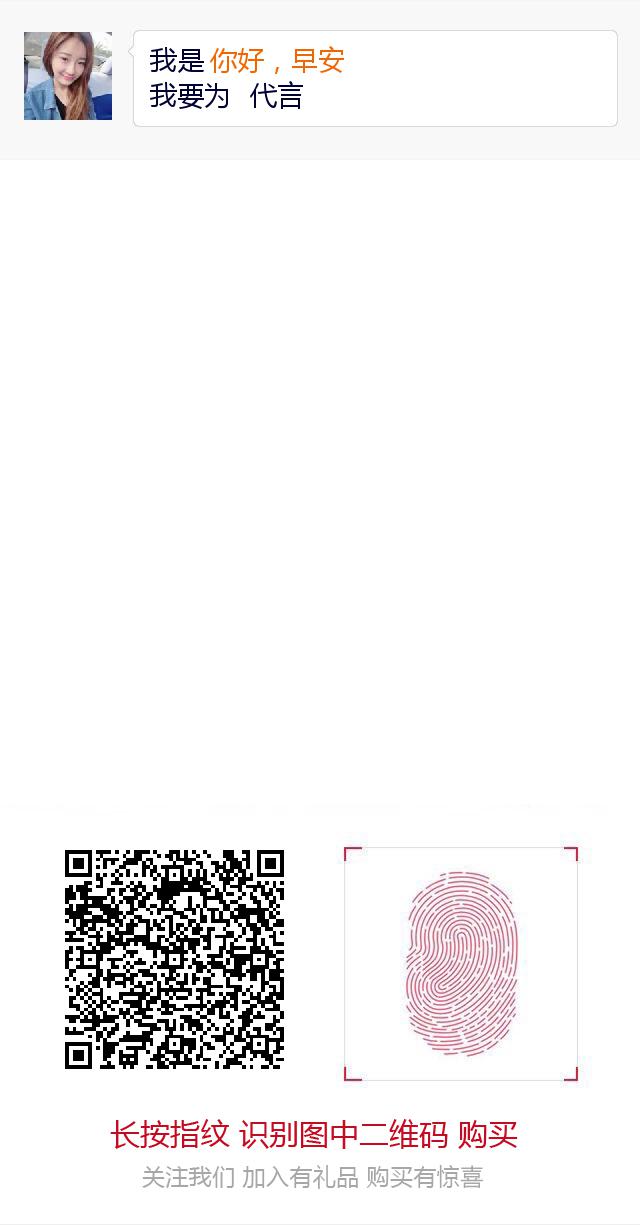 我是 你好，早安
我要为 代言
长按指纹 识别图中二维码 购买
关注我们 加入有礼品 购买有惊喜